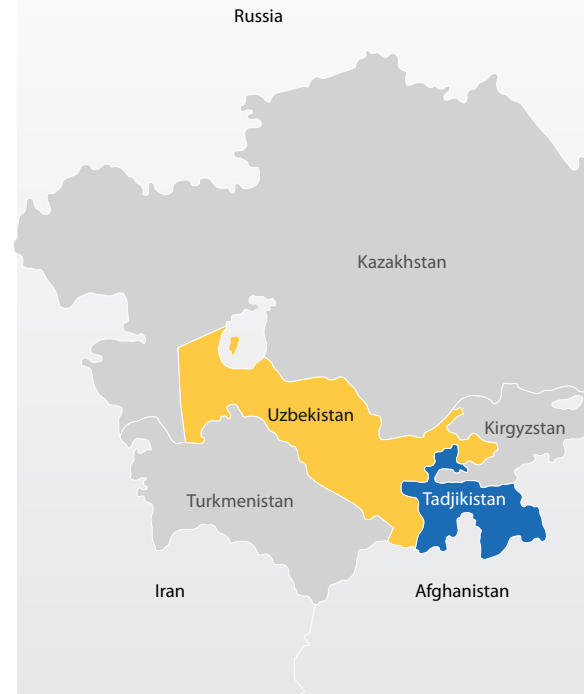 Russia
Kazakhstan
Uzbekistan
Kirgyzstan
Turkmenistan
Tadjikistan
Iran
Afghanistan